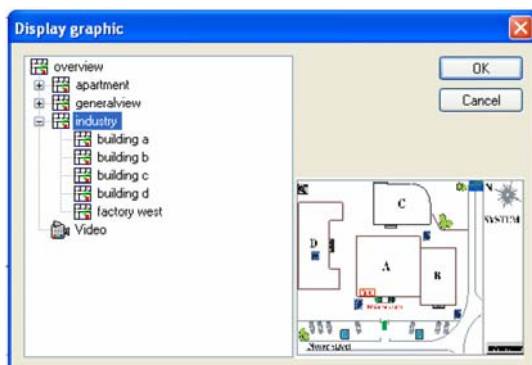 Display graphic
overview
apartment
generalview
industry
building a
building b
building c
building d
factory west
Video
OK
Cancel
N
C
SYSTEM
D
A
B